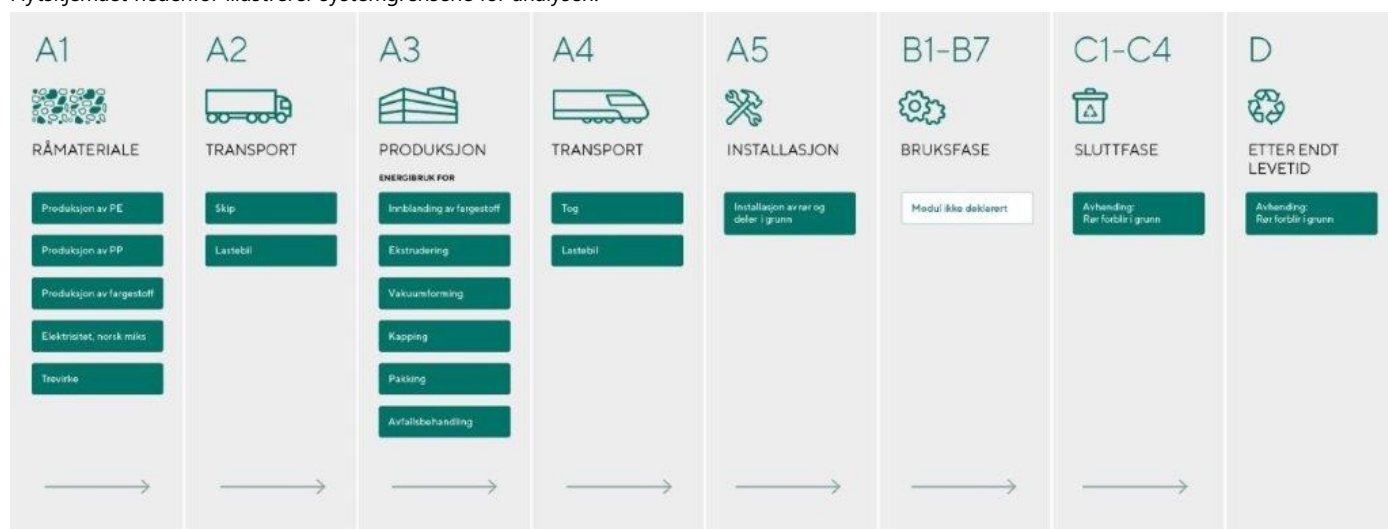 Flytskjemaet nedenfor illustrerer systemgrensene for analysen.
A1
RÅMATERIALE
Produksjon av PE
Produksjon av PP
Produksjon av fargestoff
Elektrisitet, norsk miks
Trevirke
A2
TRANSPORT
Skip
Lastebil
A3
PRODUKSJON
ENERGIBRUK FOR
Innblanding av fargestoff
Ekstrudering
Vakuumforming
Kapping
Pakking
Avfallsbehandling
A4
TRANSPORT
Tog
Lastebil
A5
INSTALLASJON
Installasjon av rør og
deler i grunn
B1-B7
BRUKSFASE
Modul ikke deklarert
C1-C4
SLUTTFASE
Avhending:
Rør forblir i grunn
D
ETTER ENDT
LEVETID
Avhending:
Rør forblir i grunn